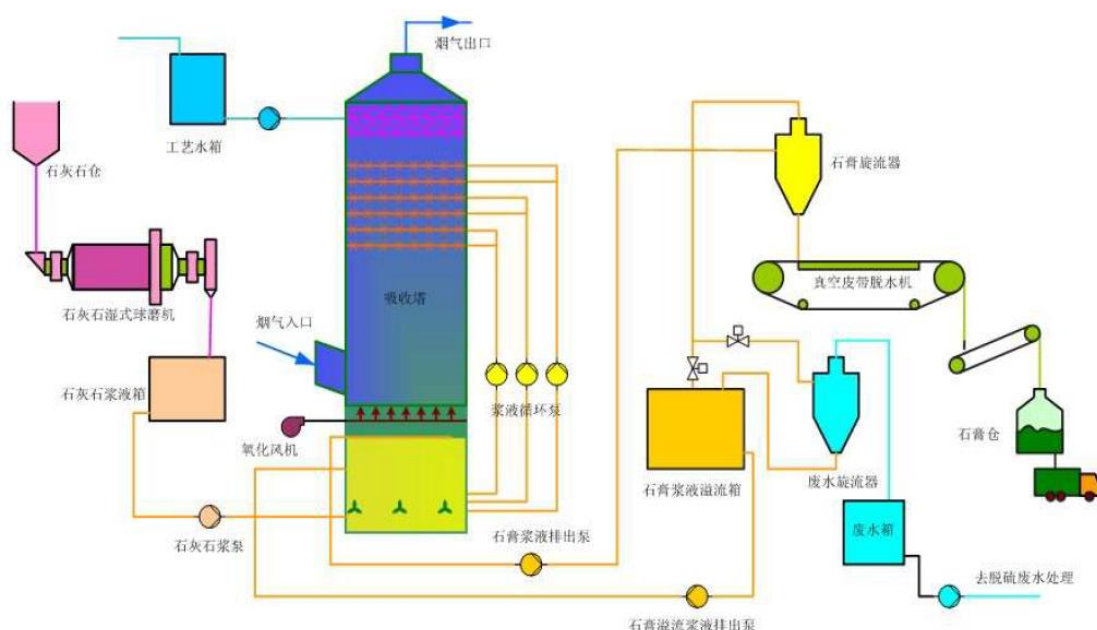 烟气出口
工艺水箱
石灰石仓
石膏旋流器
真空皮带脱水机
吸收塔
石灰石湿式球磨机
烟气入口
石灰石浆液箱
浆液循环泵
石膏仓
氧化风机
石膏浆液溢流箱
废水旋流器
废水箱
石灰石浆泵
石膏浆液排出泵
去脱硫废水处理
石膏溢流浆液排出泵